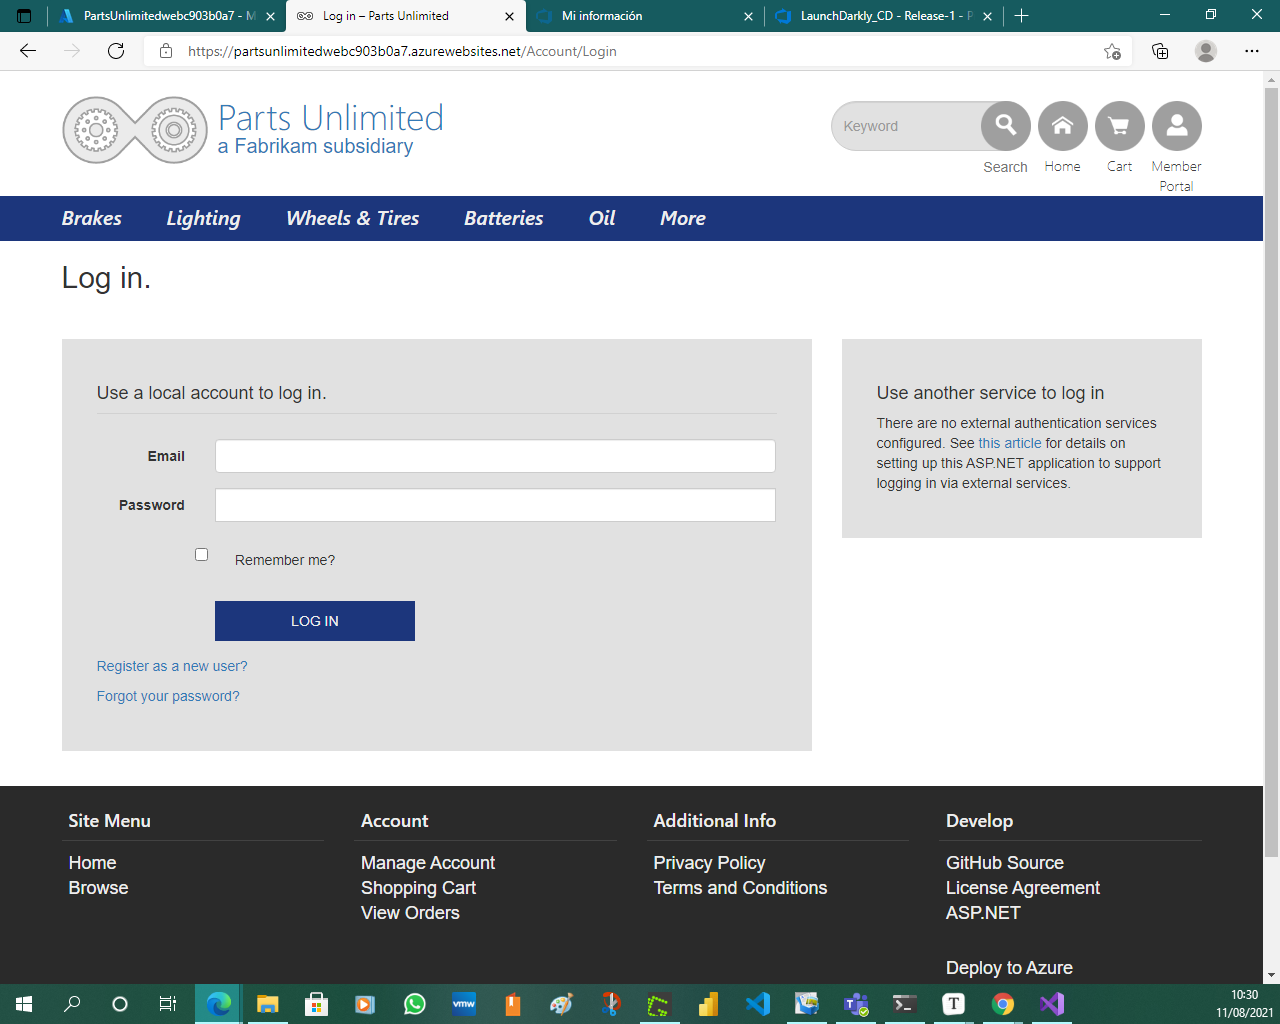 PartsUnlimitedwebc903b0a7 - M
Log in – Parts Unlimited
Mi información
LaunchDarkly_CD - Release-1 - P
https://partsunlimitedwebc903b0a7.azurewebsites.net/Account/Login
Parts Unlimited
a Fabrikam subsidiary
Keyword
Search
Home
Cart
Member
Portal
Brakes
Lighting
Wheels & Tires
Batteries
Oil
More
Log in.
Use a local account to log in.
Email
Password
Remember me?
LOG IN
Register as a new user?
Forgot your password?
Use another service to log in
There are no external authentication services
configured. See this article for details on
setting up this ASP.NET application to support
logging in via external services.
Site Menu
Home
Browse
Account
Manage Account
Shopping Cart
View Orders
Additional Info
Privacy Policy
Terms and Conditions
Develop
GitHub Source
License Agreement
ASP.NET
Deploy to Azure
vmw
T
10:30
11/08/2021